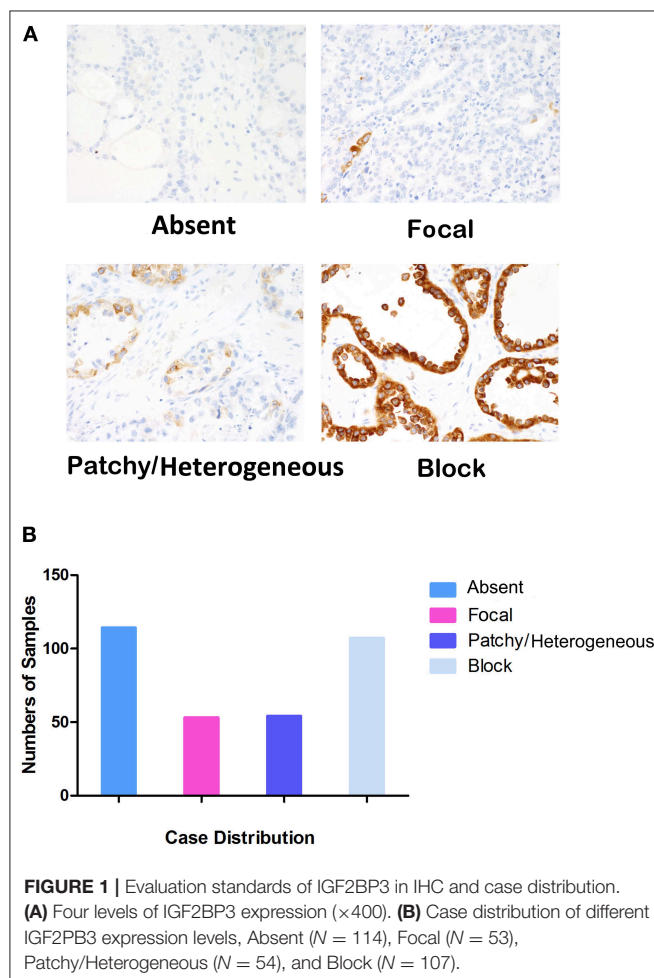 A
Absent
Focal
Patchy/Heterogeneous
Block
B
150
100
50
0
Numbers of Samples
Case Distribution
Absent
Focal
Patchy/Heterogeneous
Block
FIGURE 1 | Evaluation standards of IGF2BP3 in IHC and case distribution.
(A) Four levels of IGF2BP3 expression (×400). (B) Case distribution of different
IGF2PB3 expression levels, Absent (N = 114), Focal (N = 53),
Patchy/Heterogeneous (N = 54), and Block (N = 107).